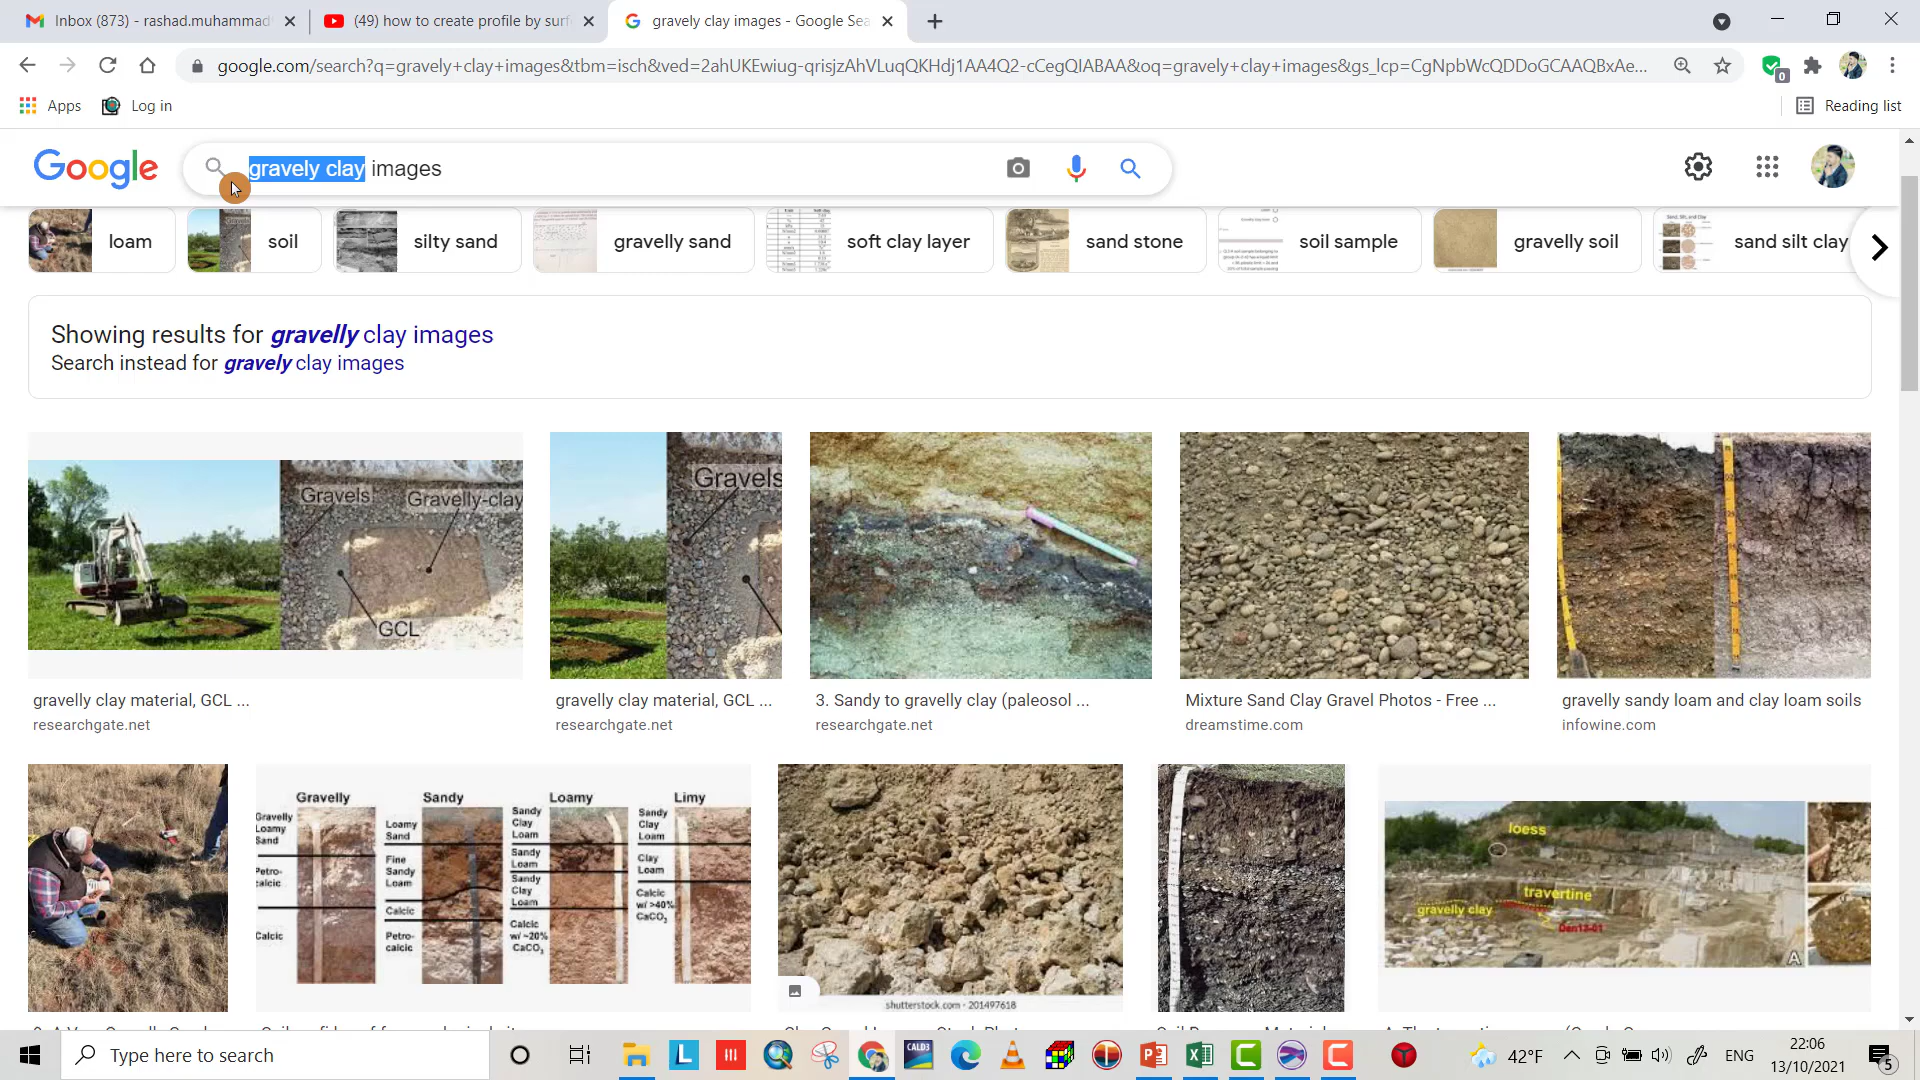 Inbox (873) - rashad.muhammad
(49) how to create profile by surf
gravely clay images - Google Sea
google.com/search?q=gravely+clay+images&tbm=isch&ved=2ahUKEwiug-qrisjzAhVLuqQKHdj1AA4Q2-cCegQIABAA&oq=gravely+clay+images&gs_lcp=CgNpbWcQDDoGCAAQBxAe...
0
Apps
Log in
Reading list
Google
gravely clay images
loam
soil
silty sand
gravelly sand
soft clay layer
sand stone
soil sample
gravelly soil
sand silt clay
Showing results for gravelly clay images
Search instead for gravely clay images
Gravels
Gravelly-clay
GCL
Gravels
gravelly clay material, GCL ...
researchgate.net
gravelly clay material, GCL ...
researchgate.net
3. Sandy to gravelly clay (paleosol ...
researchgate.net
Mixture Sand Clay Gravel Photos - Free ...
dreamstime.com
gravelly sandy loam and clay loam soils
infowine.com
Gravelly
Sandy
Loamy
Limy
Gravelly
Loamy
Sand
Petro-
calcic
Calcic
Loamy
Sand
Fine
Sandy
Loam
Calcic
Petro-
calcic
Sandy
Clay
Loam
Sandy
Loam
Sandy
Clay
Loam
Calcic
w/ ~20%
CaCO₃
Sandy
Clay
Loam
Clay
Loam
Calcic
w/ >40%
CaCO₃
shutterstock.com · 201497618
loess
travertine
gravelly clay
Den13-01
A
Type here to search
CALD3
42°F
ENG
22:06
13/10/2021
5